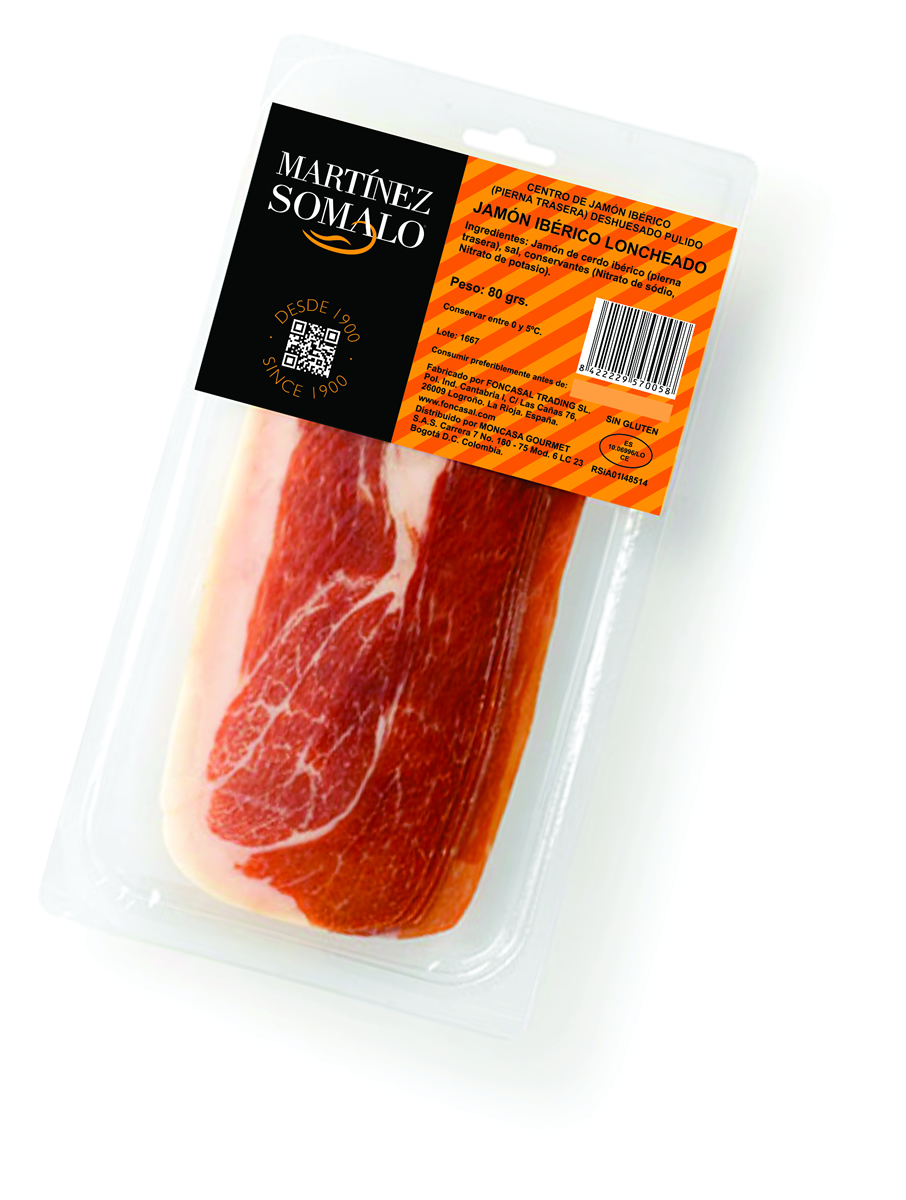 MARTÍNEZ
SOMALO
DESDE 1900
SINCE 1900
CENTRO DE JAMÓN IBÉRICO
(PIERNA TRASERA) DESHUESADO PULIDO
JAMÓN IBÉRICO LONCHEADO
Ingredientes: Jamón de cerdo ibérico (pierna
trasera), sal, conservantes (Nitrato de sódio,
Nitrato de potasio).
Peso: 80 grs.
Conservar entre 0 y 5ºC.
Lote: 1667
Consumir preferiblemente antes de:
8 422229 570058
Fabricado por FONCASAL TRADING SL.
Pol. Ind. Cantabria I, C/ Las Cañas 76,
26009 Logroño. La Rioja. España.
www.foncasal.com
Distribuido por MONCASA GOURMET
S.A.S. Carrera 7 No. 180 - 75 Mod. 6 LC 23
Bogotá D.C. Colombia.
SIN GLUTEN
ES
10.06996/LO
CE
RSiA01I48514